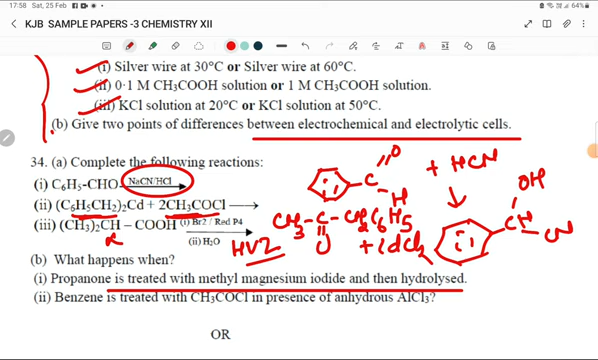 17:58 Sat, 25 Feb
64%
KJB SAMPLE PAPERS -3 CHEMISTRY XII
(i) Silver wire at 30°C or Silver wire at 60°C.
(ii) 0·1 M CH3COOH solution or 1 M CH3COOH solution.
(iii) KCl solution at 20°C or KCl solution at 50°C.
(b) Give two points of differences between electrochemical and electrolytic cells.
34. (a) Complete the following reactions:
(i) C6H5-CHO NaCN/HCl
(ii) (C6H5CH2)2Cd + 2CH3COCl ⟶
(iii) (CH3)2CH – COOH (i) Br2 / Red P4
(ii) H2O
α
HVZ
C
O
H
+ HCN
CH3 – C – CH2C6H5
O
+ CdCl2
OH
CH
CN
(b) What happens when?
(i) Propanone is treated with methyl magnesium iodide and then hydrolysed.
(ii) Benzene is treated with CH3COCl in presence of anhydrous AlCl3?
OR